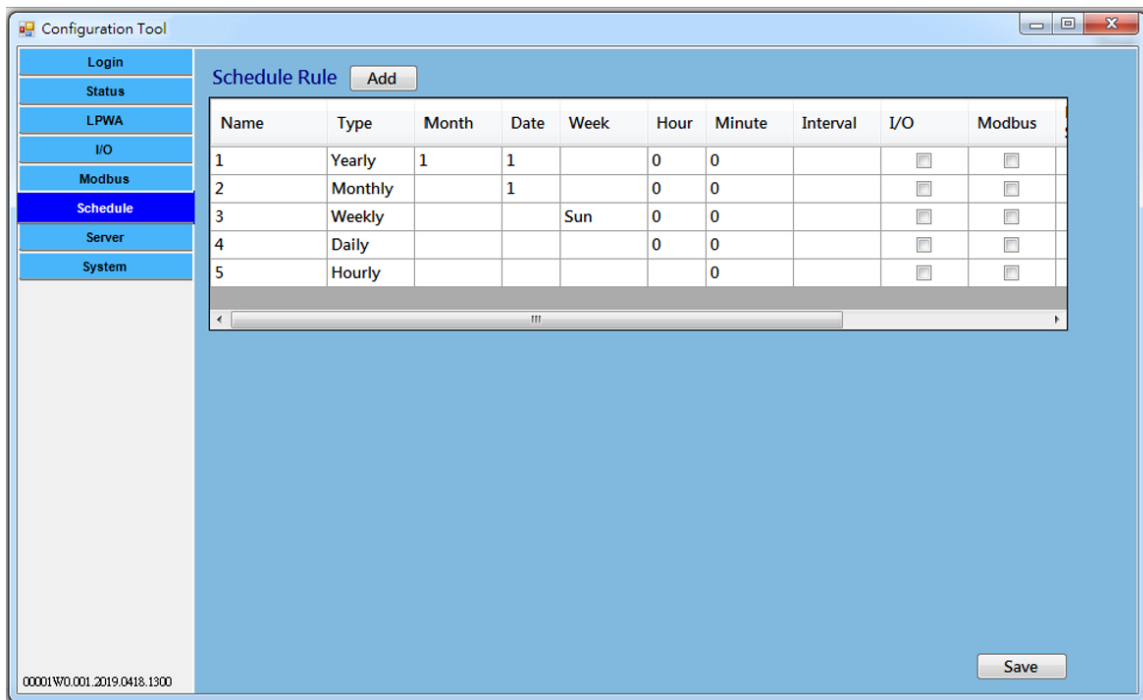 Configuration Tool
Login
Status
LPWA
I/O
Modbus
Schedule
Server
System
Schedule Rule Add
Name Type Month Date Week Hour Minute Interval I/O Modbus
1 Yearly 1 1 0 0
2 Monthly 1 0 0
3 Weekly Sun 0 0
4 Daily 0 0
5 Hourly 0
Save
00001W0.001.2019.0418.1300